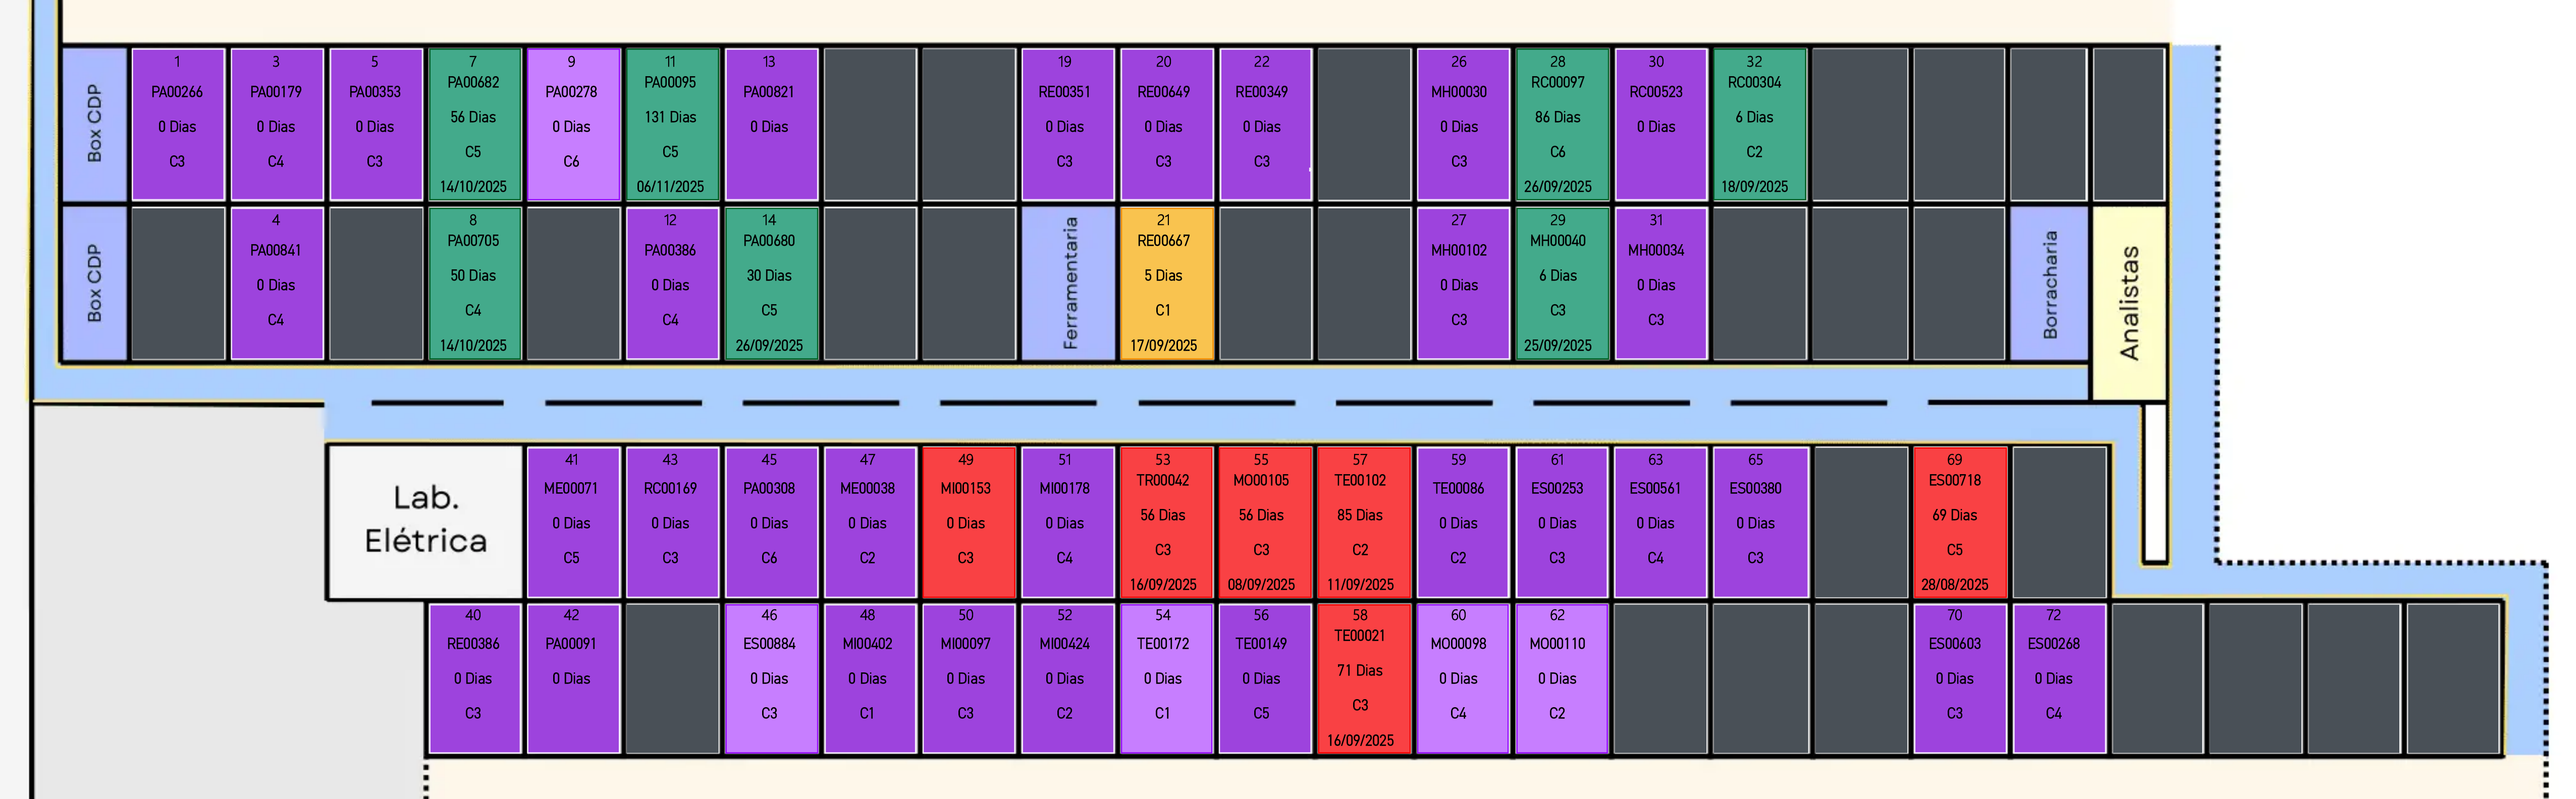 Box CDP
1
PA00266
0 Dias
C3
3
PA00179
0 Dias
C4
5
PA00353
0 Dias
C3
7
PA00682
56 Dias
C5
14/10/2025
9
PA00278
0 Dias
C6
11
PA00095
131 Dias
C5
06/11/2025
13
PA00821
0 Dias
19
RE00351
0 Dias
C3
20
RE00649
0 Dias
C3
22
RE00349
0 Dias
C3
26
MH00030
0 Dias
C3
28
RC00097
86 Dias
C6
26/09/2025
30
RC00523
0 Dias
32
RC00304
6 Dias
C2
18/09/2025
Box CDP
4
PA00841
0 Dias
C4
8
PA00705
50 Dias
C4
14/10/2025
12
PA00386
0 Dias
C4
14
PA00680
30 Dias
C5
26/09/2025
Ferramentaria
21
RE00667
5 Dias
C1
17/09/2025
27
MH00102
0 Dias
C3
29
MH00040
6 Dias
C3
25/09/2025
31
MH00034
0 Dias
C3
Borracharia
Analistas
Lab.
Elétrica
41
ME00071
0 Dias
C5
43
RC00169
0 Dias
C3
45
PA00308
0 Dias
C6
47
ME00038
0 Dias
C2
49
MI00153
0 Dias
C3
51
MI00178
0 Dias
C4
53
TR00042
56 Dias
C3
16/09/2025
55
MO00105
56 Dias
C3
08/09/2025
57
TE00102
85 Dias
C2
11/09/2025
59
TE00086
0 Dias
C2
61
ES00253
0 Dias
C3
63
ES00561
0 Dias
C4
65
ES00380
0 Dias
C3
69
ES00718
69 Dias
C5
28/08/2025
40
RE00386
0 Dias
C3
42
PA00091
0 Dias
46
ES00884
0 Dias
C3
48
MI00402
0 Dias
C1
50
MI00097
0 Dias
C3
52
MI00424
0 Dias
C2
54
TE00172
0 Dias
C1
56
TE00149
0 Dias
C5
58
TE00021
71 Dias
C3
16/09/2025
60
MO00098
0 Dias
C4
62
MO00110
0 Dias
C2
70
ES00603
0 Dias
C3
72
ES00268
0 Dias
C4